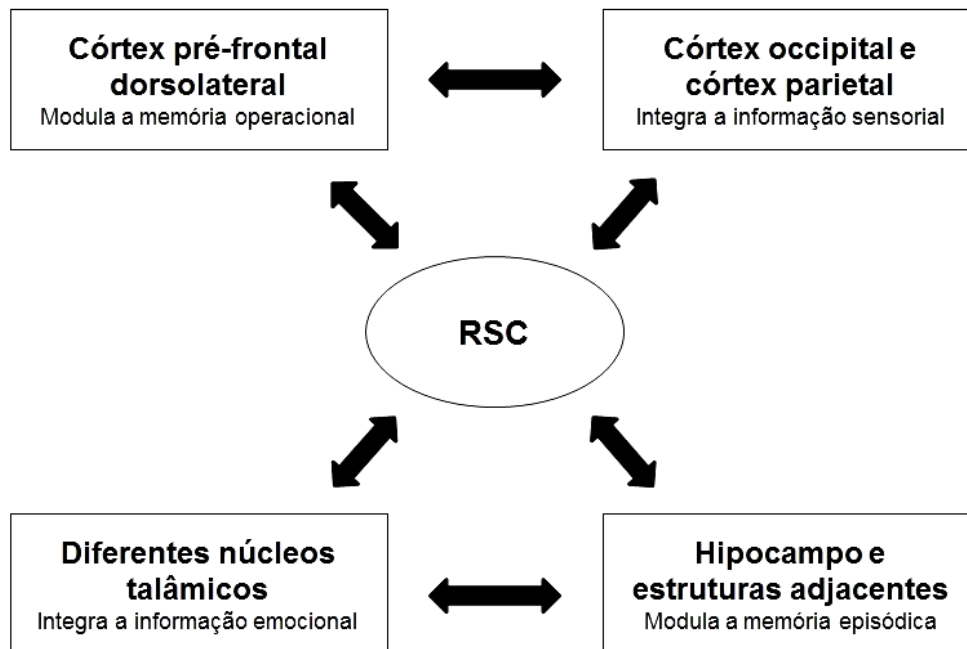 Córtex pré-frontal
dorsolateral
Modula a memória operacional
Córtex occipital e
córtex parietal
Integra a informação sensorial
RSC
Diferentes núcleos
talâmicos
Integra a informação emocional
Hipocampo e
estruturas adjacentes
Modula a memória episódica